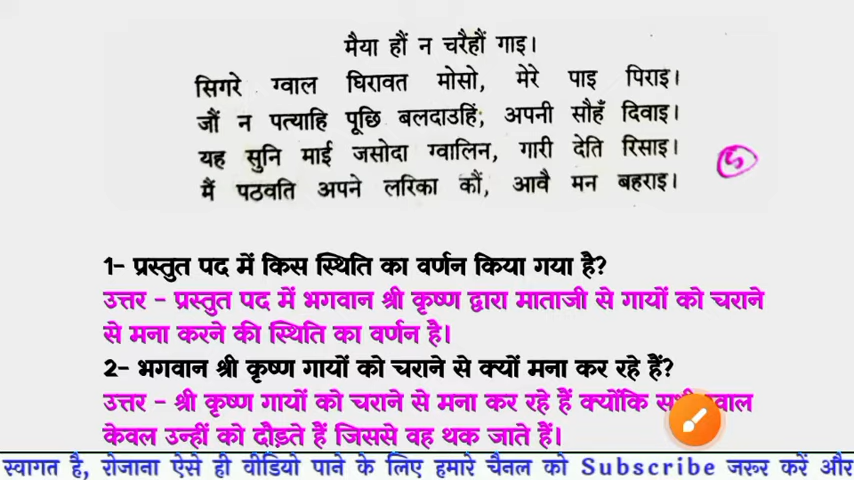 मैया हौं न चरैहौं गाइ।
सिगरे ग्वाल घिरावत मोसो, मेरे पाइ पिराइ।
जौं न पत्याहि पूछि बलदाउहिं, अपनी सौहँ दिवाइ।
यह सुनि माई जसोदा ग्वालिन, गारी देति रिसाइ।
मैं पठवति अपने लरिका कौं, आवै मन बहराइ।
1- प्रस्तुत पद में किस स्थिति का वर्णन किया गया है?
उत्तर - प्रस्तुत पद में भगवान श्री कृष्ण द्वारा माताजी से गायों को चराने
से मना करने की स्थिति का वर्णन है।
2- भगवान श्री कृष्ण गायों को चराने से क्यों मना कर रहे हैं?
उत्तर - श्री कृष्ण गायों को चराने से मना कर रहे हैं क्योंकि
केवल उन्हीं को दौड़ते हैं जिससे वह थक जाते हैं।
स्वागत है, रोजाना ऐसे ही वीडियो पाने के लिए हमारे चैनल को Subscribe जरूर करें और